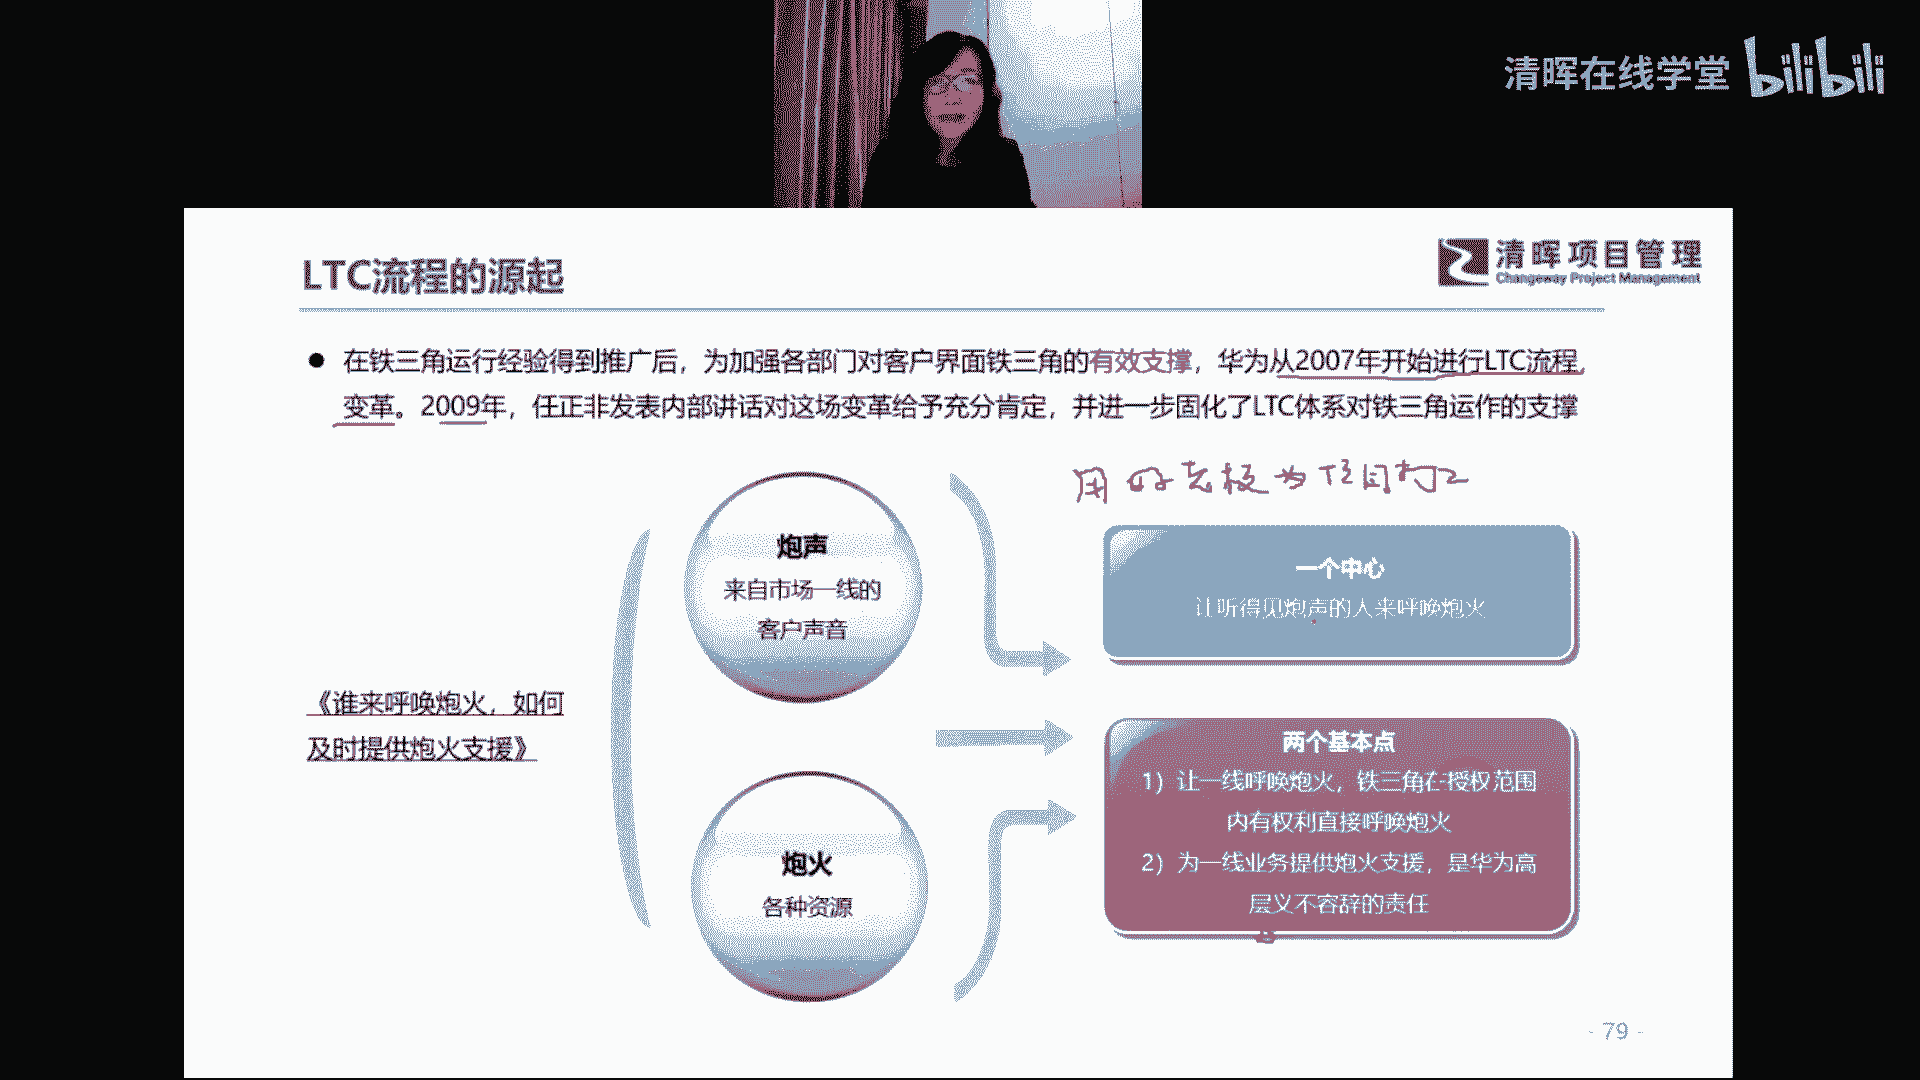 清晖在线学堂 bilibili
LTC流程的源起
清晖项目管理
Changeway Project Management
● 在铁三角运行经验得到推广后，为加强各部门对客户界面铁三角的有效支撑，华为从2007年开始进行LTC流程
变革。2009年，任正非发表内部讲话对这场变革给予充分肯定，并进一步固化了LTC体系对铁三角运作的支撑
用好老板为项目打工
炮声
来自市场一线的
客户声音
一个中心
让听得见炮声的人来呼唤炮火
《谁来呼唤炮火，如何
及时提供炮火支援》
两个基本点
1）让一线呼唤炮火，铁三角在授权范围
内有权利直接呼唤炮火
2）为一线业务提供炮火支援，是华为高
层义不容辞的责任
炮火
各种资源
- 79 -